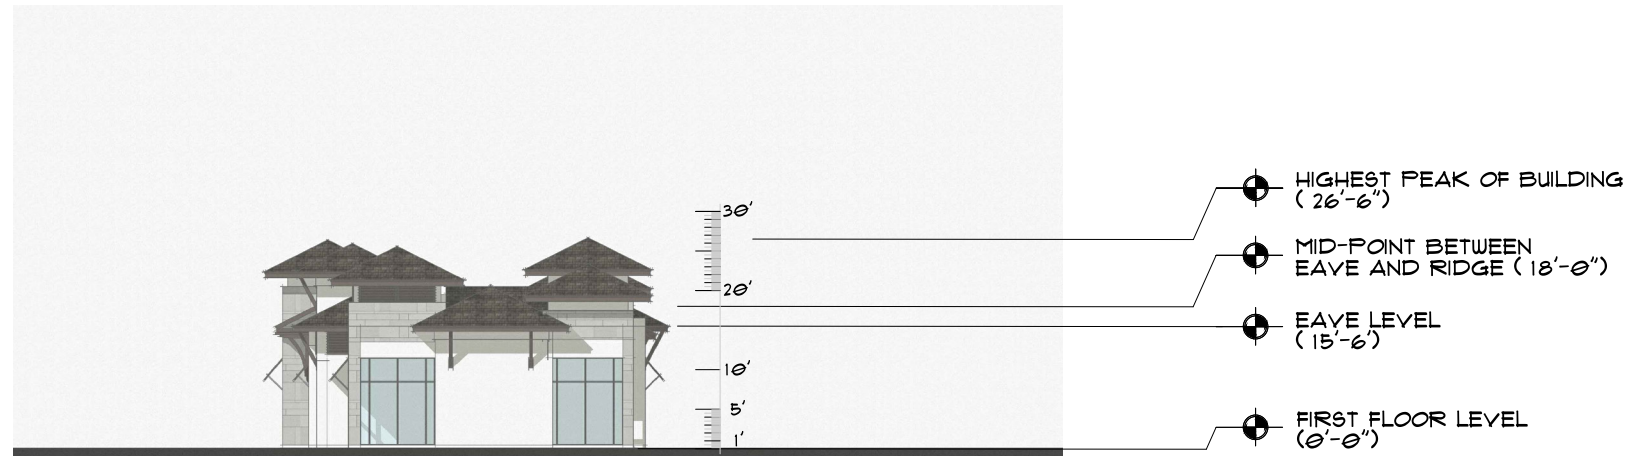 HIGHEST PEAK OF BUILDING
( 26'-6")
30'
MID-POINT BETWEEN
EAVE AND RIDGE ( 18'-0")
20'
EAVE LEVEL
( 15'-6')
10'
5'
FIRST FLOOR LEVEL
(0'-0")
1'